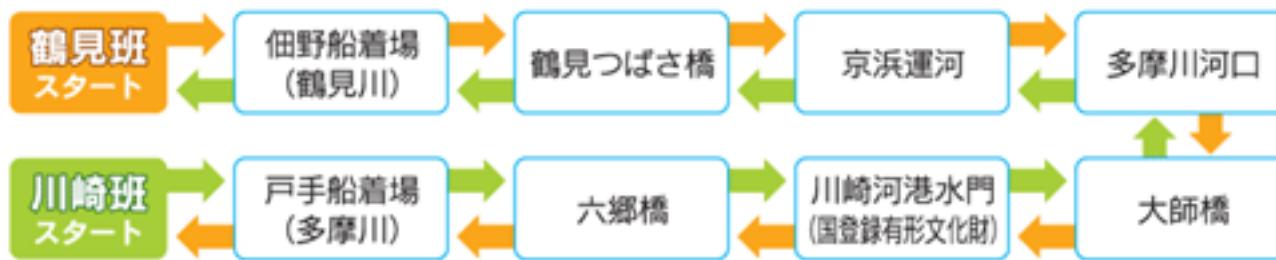 鶴見班
スタート
佃野船着場
(鶴見川)
鶴見つばさ橋
京浜運河
多摩川河口
川崎班
スタート
戸手船着場
(多摩川)
六郷橋
川崎河港水門
(国登録有形文化財)
大師橋